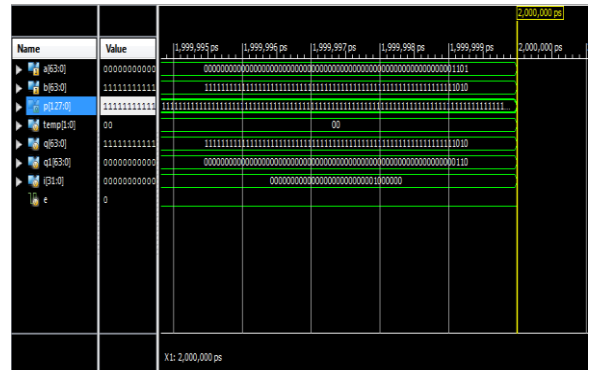 2,000,000 ps
Name Value 1,999,995 ps 1,999,996 ps 1,999,997 ps 1,999,998 ps 1,999,999 ps 2,000,000 ps
a[63:0] 00000000000 0000000000000000000000000000000000000000000000000000000000001101
b[63:0] 11111111111 1111111111111111111111111111111111111111111111111111111111111010
p[127:0] 11111111111
temp[1:0] 00 00
q[63:0] 11111111111 1111111111111111111111111111111111111111111111111111111111111010
q1[63:0] 00000000000 0000000000000000000000000000000000000000000000000000000000000110
i[31:0] 00000000000 00000000000000000000000001000000
e 0
X1: 2,000,000 ps